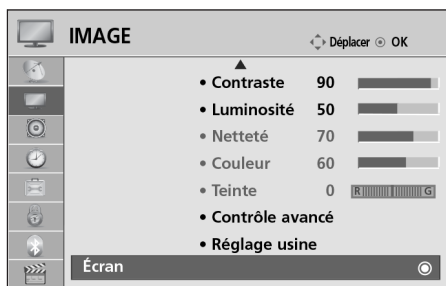 IMAGE Déplacer OK
• Contraste 90
• Luminosité 50
• Netteté 70
• Couleur 60
• Teinte 0 R G
• Contrôle avancé
• Réglage usine
Écran